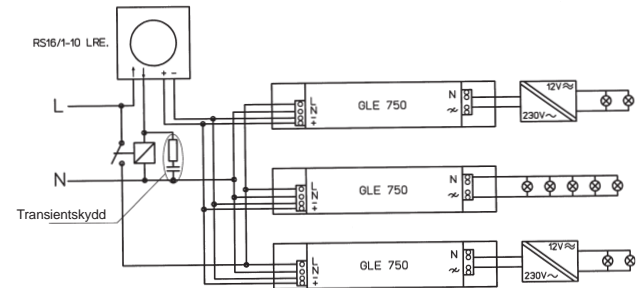 RS16/1-10 LRE.
↑ ↓ + −
L
N
Transientskydd
L
N
−
+
GLE 750
N
12V
230V~
L
N
−
+
GLE 750
N
L
N
−
+
GLE 750
N
12V
230V~